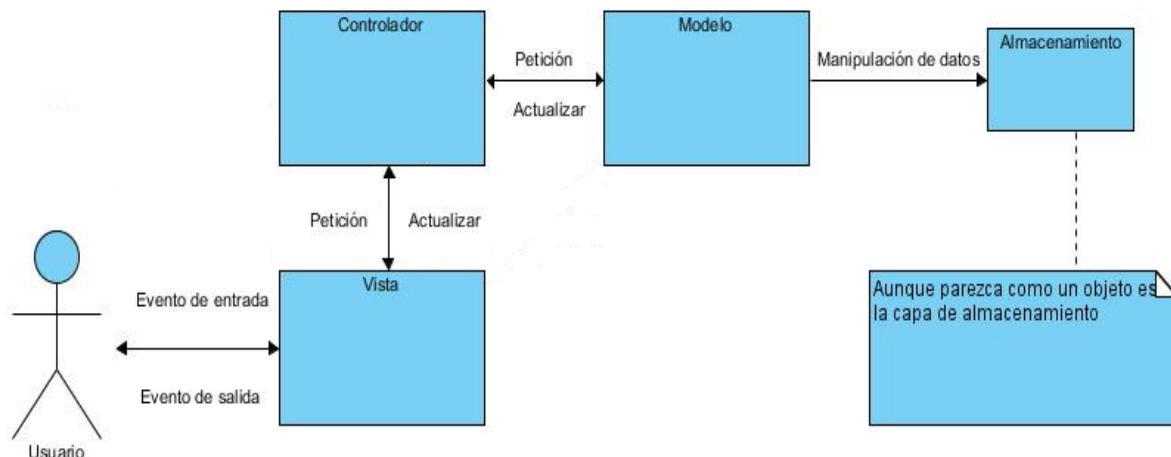 Controlador
Modelo
Almacenamiento
Petición
Actualizar
Manipulación de datos
Petición
Actualizar
Vista
Evento de entrada
Evento de salida
Usuario
Aunque parezca como un objeto es
la capa de almacenamiento